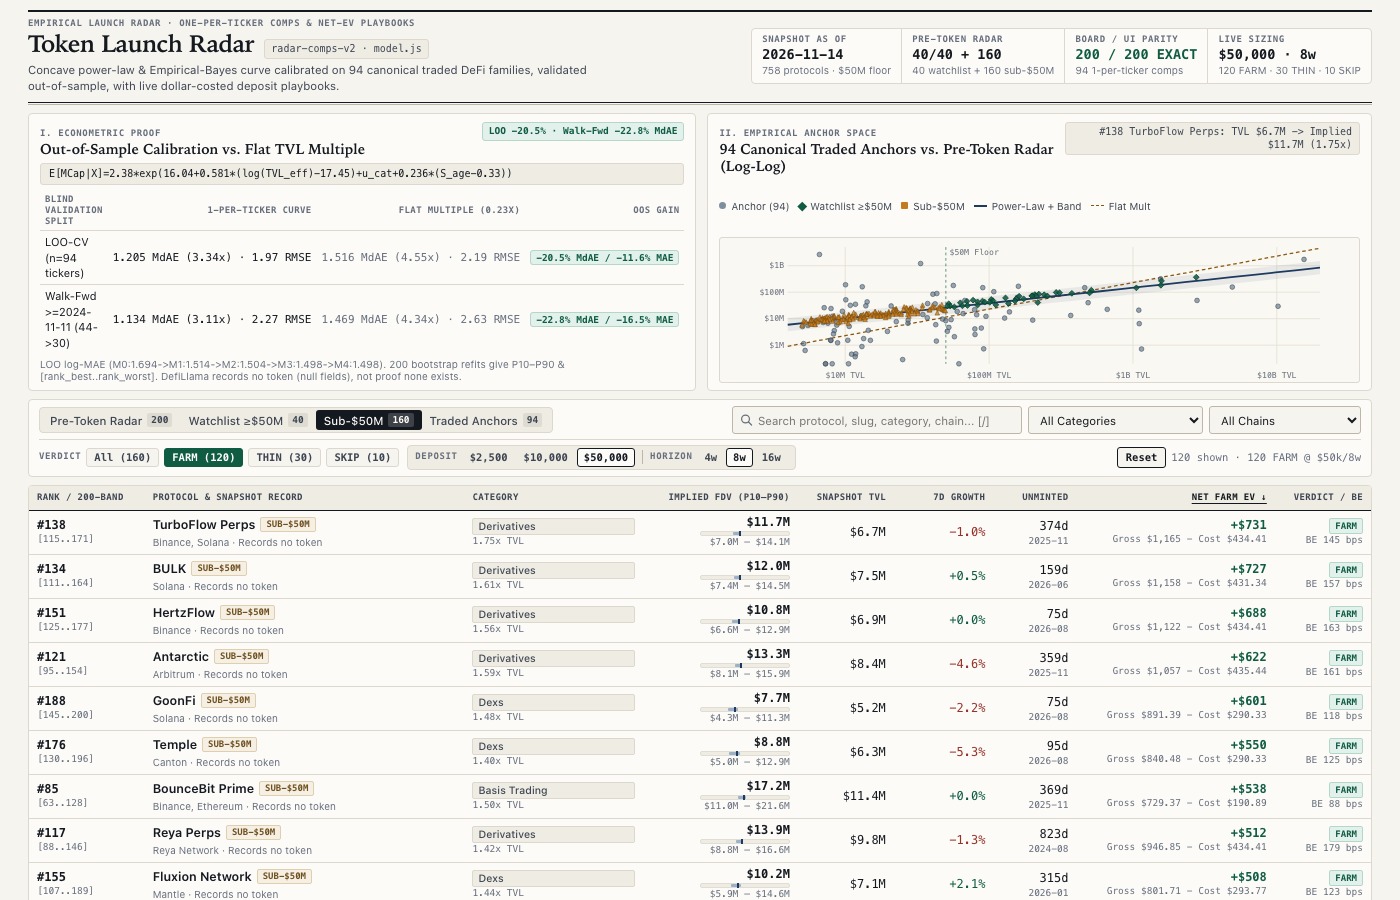 EMPIRICAL LAUNCH RADAR · ONE-PER-TICKER COMPS & NET-EV PLAYBOOKS
Token Launch Radar radar-comps-v2 · model.js
Concave power-law & Empirical-Bayes curve calibrated on 94 canonical traded DeFi families, validated
out-of-sample, with live dollar-costed deposit playbooks.
SNAPSHOT AS OF
2026-11-14
758 protocols · $50M floor
PRE-TOKEN RADAR
40/40 + 160
40 watchlist + 160 sub-$50M
BOARD / UI PARITY
200 / 200 EXACT
94 1-per-ticker comps
LIVE SIZING
$50,000 · 8w
120 FARM · 30 THIN · 10 SKIP
I. ECONOMETRIC PROOF
LOO -20.5% · Walk-Fwd -22.8% MdAE
Out-of-Sample Calibration vs. Flat TVL Multiple
E[MCap|X]=2.38*exp(16.04+0.581*(log(TVL_eff)-17.45)+u_cat+0.236*(S_age-0.33))
BLIND
VALIDATION
SPLIT
1-PER-TICKER CURVE FLAT MULTIPLE (0.23X) OOS GAIN
LOO-CV
(n=94
tickers)
1.205 MdAE (3.34x) · 1.97 RMSE 1.516 MdAE (4.55x) · 2.19 RMSE -20.5% MdAE / -11.6% MAE
Walk-Fwd
>=2024-
11-11 (44-
>30)
1.134 MdAE (3.11x) · 2.27 RMSE 1.469 MdAE (4.34x) · 2.63 RMSE -22.8% MdAE / -16.5% MAE
LOO log-MAE (M0:1.694->M1:1.514->M2:1.504->M3:1.498->M4:1.498). 200 bootstrap refits give P10–P90 &
[rank_best..rank_worst]. DefiLlama records no token (null fields), not proof none exists.
II. EMPIRICAL ANCHOR SPACE
94 Canonical Traded Anchors vs. Pre-Token Radar
(Log-Log)
#138 TurboFlow Perps: TVL $6.7M —> Implied
$11.7M (1.75x)
Anchor (94) Watchlist ≥$50M Sub-$50M Power-Law + Band Flat Mult
$50M Floor
$1B
$100M
$10M
$1M
$10M TVL $100M TVL $1B TVL $10B TVL
Pre-Token Radar 200 Watchlist ≥$50M 40 Sub-$50M 160 Traded Anchors 94
Search protocol, slug, category, chain... [/] All Categories All Chains
VERDICT All (160) FARM (120) THIN (30) SKIP (10) DEPOSIT $2,500 $10,000 $50,000 HORIZON 4w 8w 16w
Reset 120 shown · 120 FARM @ $50k/8w
RANK / 200-BAND PROTOCOL & SNAPSHOT RECORD CATEGORY IMPLIED FDV (P10–P90) SNAPSHOT TVL 7D GROWTH UNMINTED NET FARM EV ↓ VERDICT / BE
#138 TurboFlow Perps SUB-$50M Derivatives $11.7M $6.7M -1.0% 374d +$731 FARM
[115..171] Binance, Solana · Records no token 1.75x TVL $7.0M — $14.1M 2025-11 Gross $1,165 — Cost $434.41 BE 145 bps
#134 BULK SUB-$50M Derivatives $12.0M $7.5M +0.5% 159d +$727 FARM
[111..164] Solana · Records no token 1.61x TVL $7.4M — $14.5M 2026-06 Gross $1,158 — Cost $431.34 BE 157 bps
#151 HertzFlow SUB-$50M Derivatives $10.8M $6.9M +0.0% 75d +$688 FARM
[125..177] Binance · Records no token 1.56x TVL $6.6M — $12.9M 2026-08 Gross $1,122 — Cost $434.41 BE 163 bps
#121 Antarctic SUB-$50M Derivatives $13.3M $8.4M -4.6% 359d +$622 FARM
[95..154] Arbitrum · Records no token 1.59x TVL $8.1M — $15.9M 2025-11 Gross $1,057 — Cost $435.44 BE 161 bps
#188 GoonFi SUB-$50M Dexs $7.7M $5.2M -2.2% 75d +$601 FARM
[145..200] Solana · Records no token 1.48x TVL $4.3M — $11.3M 2026-08 Gross $891.39 — Cost $290.33 BE 118 bps
#176 Temple SUB-$50M Dexs $8.8M $6.3M -5.3% 95d +$550 FARM
[130..196] Canton · Records no token 1.40x TVL $5.0M — $12.9M 2026-08 Gross $840.48 — Cost $290.33 BE 125 bps
#85 BounceBit Prime SUB-$50M Basis Trading $17.2M $11.4M +0.0% 369d +$538 FARM
[63..128] Binance, Ethereum · Records no token 1.50x TVL $11.0M — $21.6M 2025-11 Gross $729.37 — Cost $190.89 BE 88 bps
#117 Reya Perps SUB-$50M Derivatives $13.9M $9.8M -1.3% 823d +$512 FARM
[88..146] Reya Network · Records no token 1.42x TVL $8.8M — $16.6M 2024-08 Gross $946.85 — Cost $434.41 BE 179 bps
#155 Fluxion Network SUB-$50M Dexs $10.2M $7.1M +2.1% 315d +$508 FARM
[107..189] Mantle · Records no token 1.44x TVL $5.9M — $14.6M 2026-01 Gross $801.71 — Cost $293.77 BE 123 bps